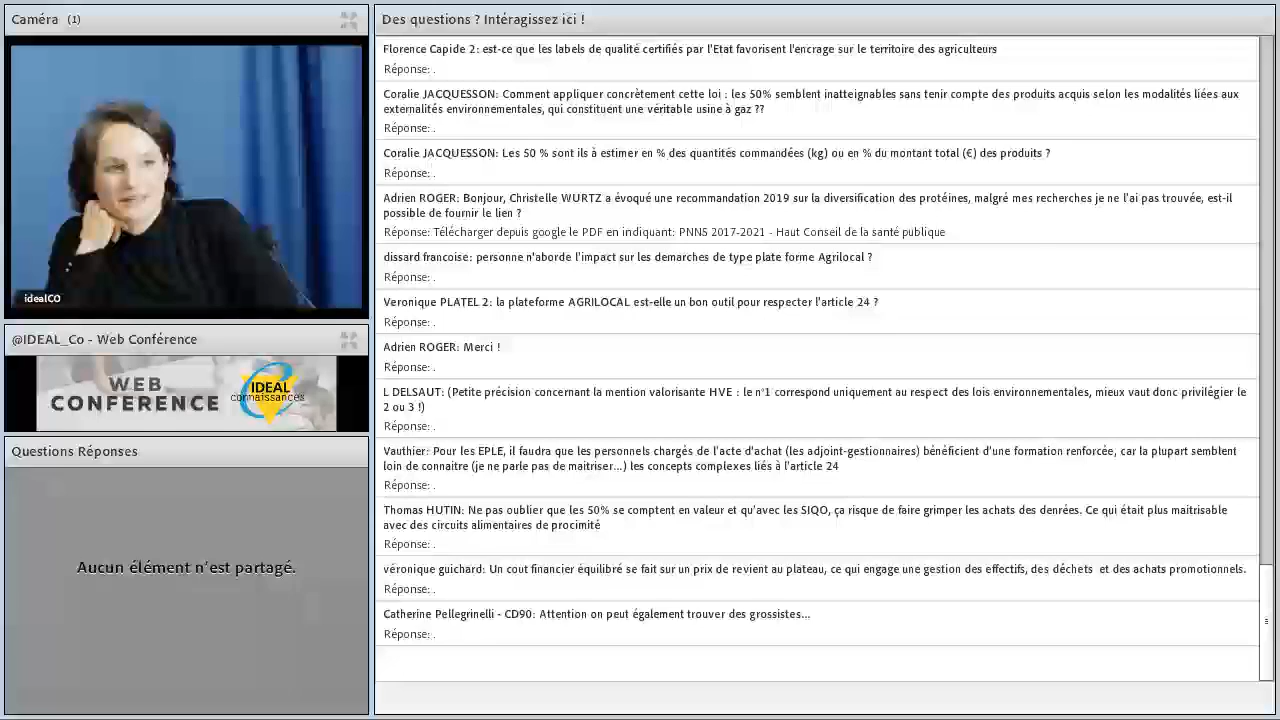 Caméra (1)
idealCO
@IDEAL_Co - Web Conférence
WEB
CONFERENCE
IDEAL
connaissances
Questions Réponses
Aucun élément n'est partagé.
Des questions ? Intéragissez ici !
Florence Capide 2: est-ce que les labels de qualité certifiés par l'Etat favorisent l'encrage sur le territoire des agriculteurs
Réponse: .
Coralie JACQUESSON: Comment appliquer concrètement cette loi : les 50% semblent inatteignables sans tenir compte des produits acquis selon les modalités liées aux
externalités environnementales, qui constituent une véritable usine à gaz ??
Réponse: .
Coralie JACQUESSON: Les 50 % sont ils à estimer en % des quantités commandées (kg) ou en % du montant total (€) des produits ?
Réponse: .
Adrien ROGER: Bonjour, Christelle WURTZ a évoqué une recommandation 2019 sur la diversification des protéines, malgré mes recherches je ne l'ai pas trouvée, est-il
possible de fournir le lien ?
Réponse: Télécharger depuis google le PDF en indiquant: PNNS 2017-2021 - Haut Conseil de la santé publique
dissard francoise: personne n'aborde l'impact sur les demarches de type plate forme Agrilocal ?
Réponse: .
Veronique PLATEL 2: la plateforme AGRILOCAL est-elle un bon outil pour respecter l'article 24 ?
Réponse: .
Adrien ROGER: Merci !
Réponse: .
L DELSAUT: (Petite précision concernant la mention valorisante HVE : le n°1 correspond uniquement au respect des lois environnementales, mieux vaut donc privilégier le
2 ou 3 !)
Réponse: .
Vauthier: Pour les EPLE, il faudra que les personnels chargés de l'acte d'achat (les adjoint-gestionnaires) bénéficient d'une formation renforcée, car la plupart semblent
loin de connaitre (je ne parle pas de maitriser...) les concepts complexes liés à l'article 24
Réponse: .
Thomas HUTIN: Ne pas oublier que les 50% se comptent en valeur et qu'avec les SIQO, ça risque de faire grimper les achats des denrées. Ce qui était plus maitrisable
avec des circuits alimentaires de procimité
Réponse: .
véronique guichard: Un cout financier équilibré se fait sur un prix de revient au plateau, ce qui engage une gestion des effectifs, des déchets et des achats promotionnels.
Réponse: .
Catherine Pellegrinelli - CD90: Attention on peut également trouver des grossistes...
Réponse: .